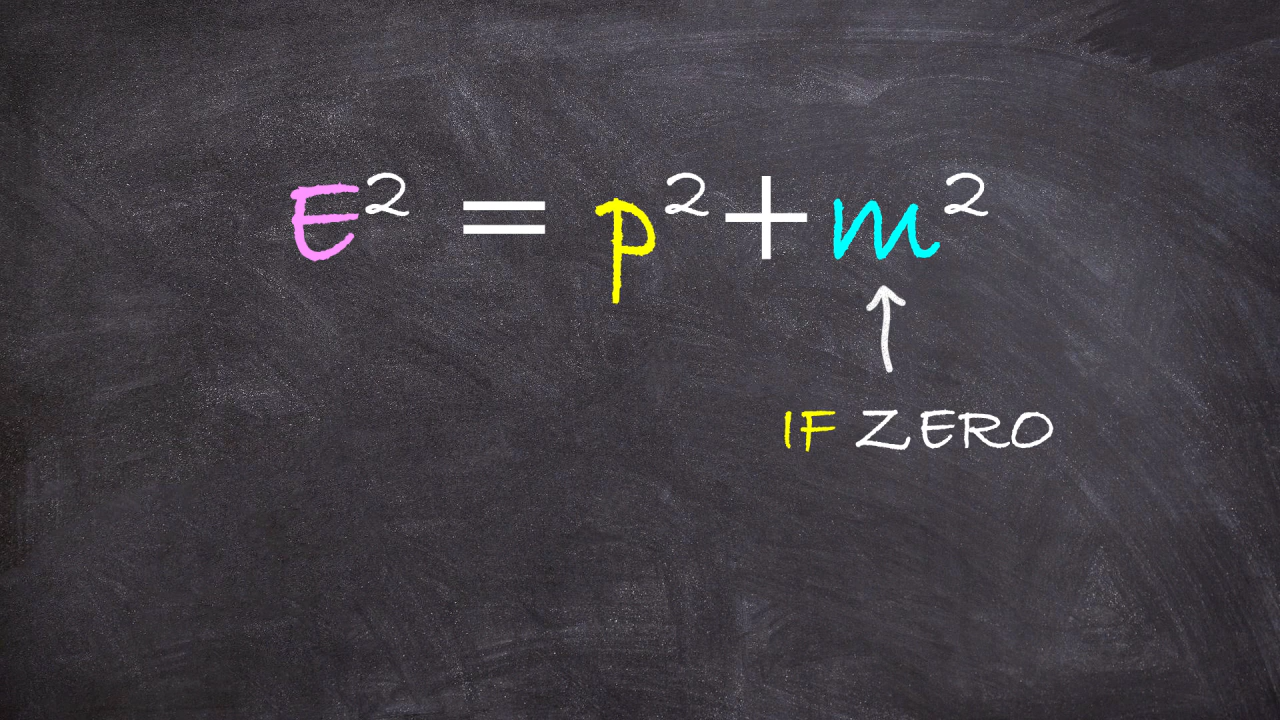 E² = p² + m²
IF ZERO